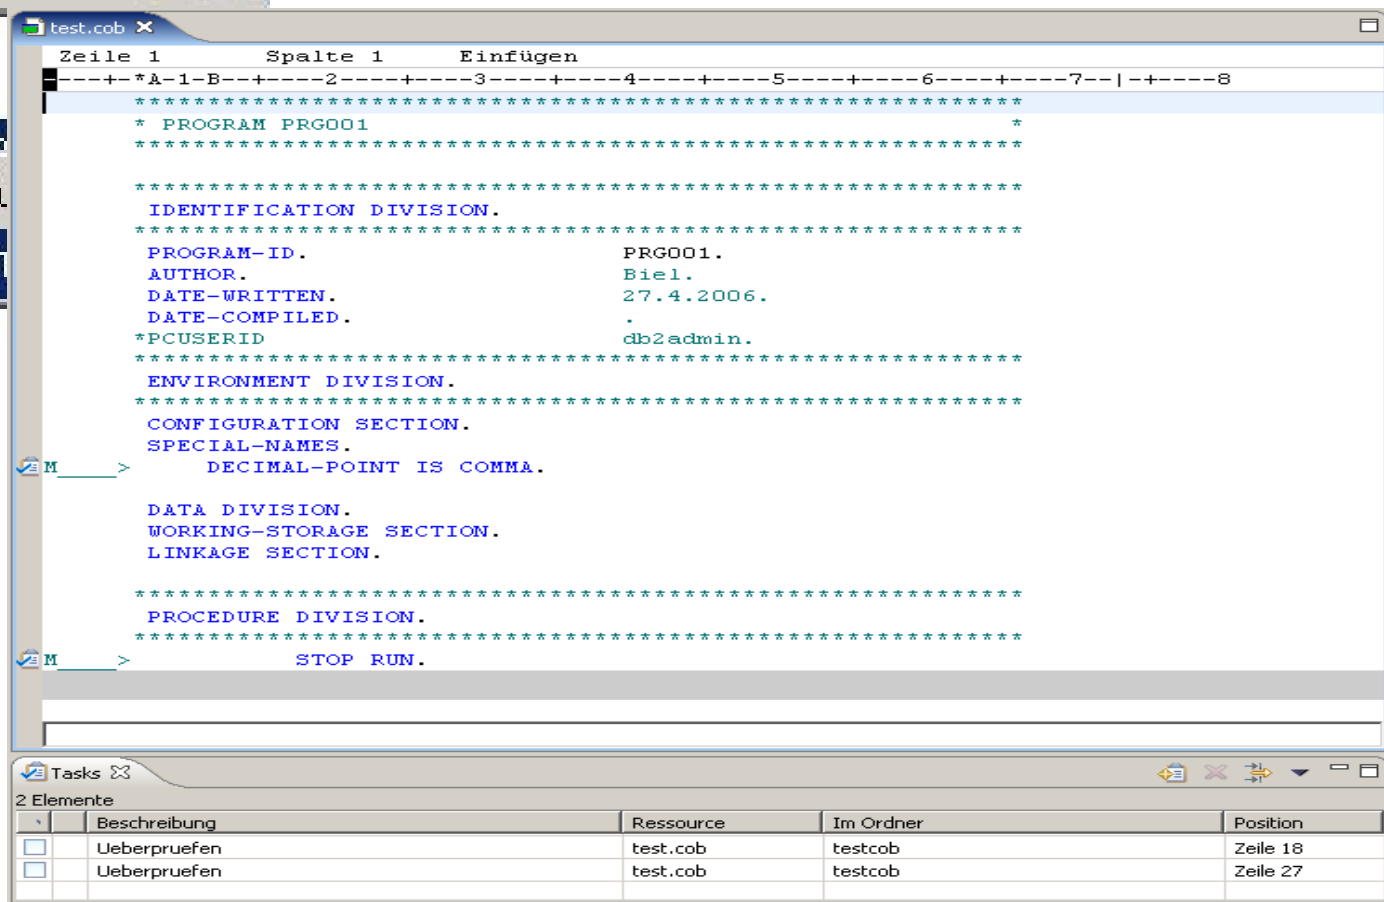 test.cob
Zeile 1 Spalte 1 Einfügen
----+-*A-1-B--+----2----+----3----+----4----+----5----+----6----+----7--|-+----8
*************************************************************
* PROGRAM PRG001 *
*************************************************************
*************************************************************
IDENTIFICATION DIVISION.
*************************************************************
PROGRAM-ID. PRG001.
AUTHOR. Biel.
DATE-WRITTEN. 27.4.2006.
DATE-COMPILED. .
*PCUSERID db2admin.
*************************************************************
ENVIRONMENT DIVISION.
*************************************************************
CONFIGURATION SECTION.
SPECIAL-NAMES.
M_____> DECIMAL-POINT IS COMMA.
DATA DIVISION.
WORKING-STORAGE SECTION.
LINKAGE SECTION.
*************************************************************
PROCEDURE DIVISION.
*************************************************************
M_____> STOP RUN.
Tasks
2 Elemente
Beschreibung Ressource Im Ordner Position
Ueberpruefen test.cob testcob Zeile 18
Ueberpruefen test.cob testcob Zeile 27